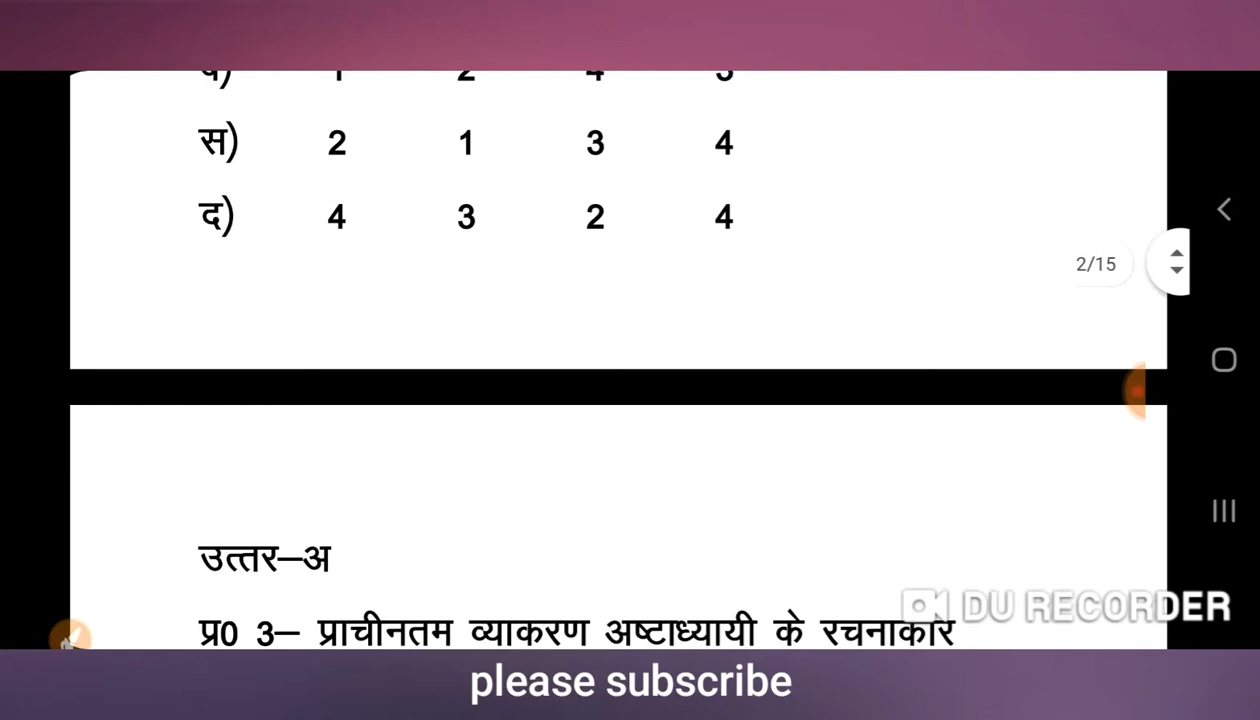 स) 2 1 3 4
द) 4 3 2 4
2/15
उत्तर–अ
DU RECORDER
प्र0 3– प्राचीनतम व्याकरण अष्टाध्यायी के रचनाकार
please subscribe